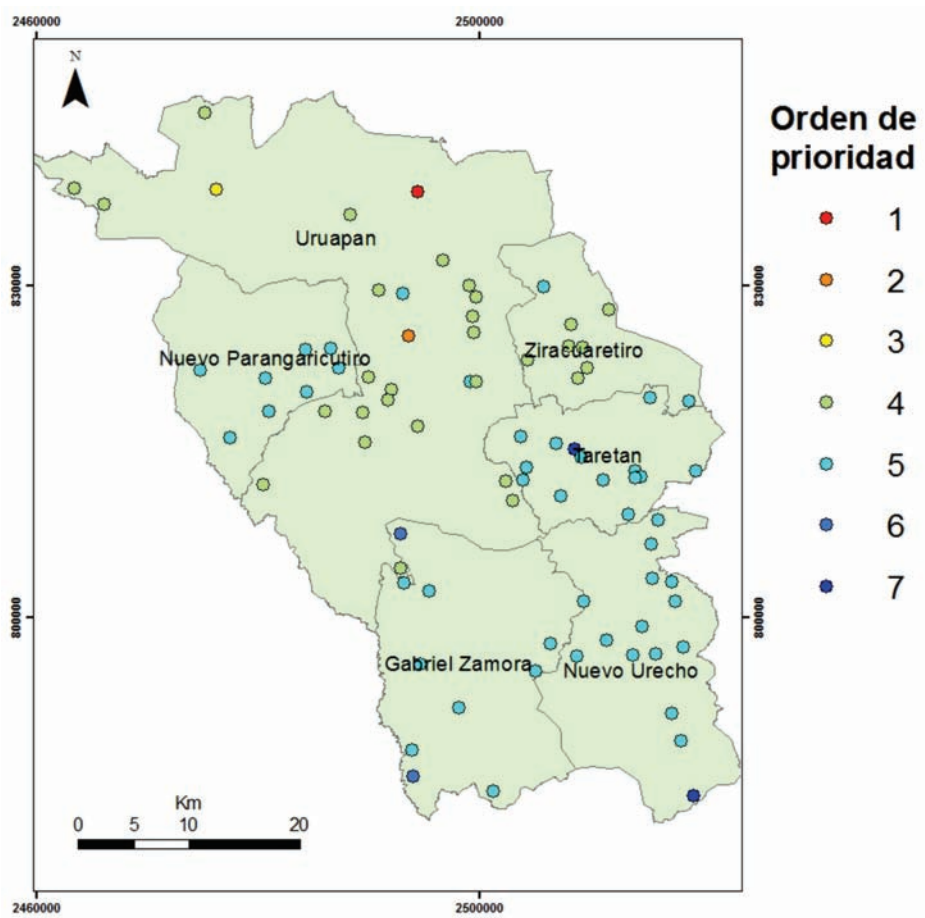 2460000 2500000
N
Orden de
prioridad
1
2
3
4
5
6
7
Uruapan
830000 830000
Nuevo Parangaricutiro
Ziracuaretiro
Taretan
800000 800000
Gabriel Zamora
Nuevo Urecho
Km
0 5 10 20
2460000 2500000